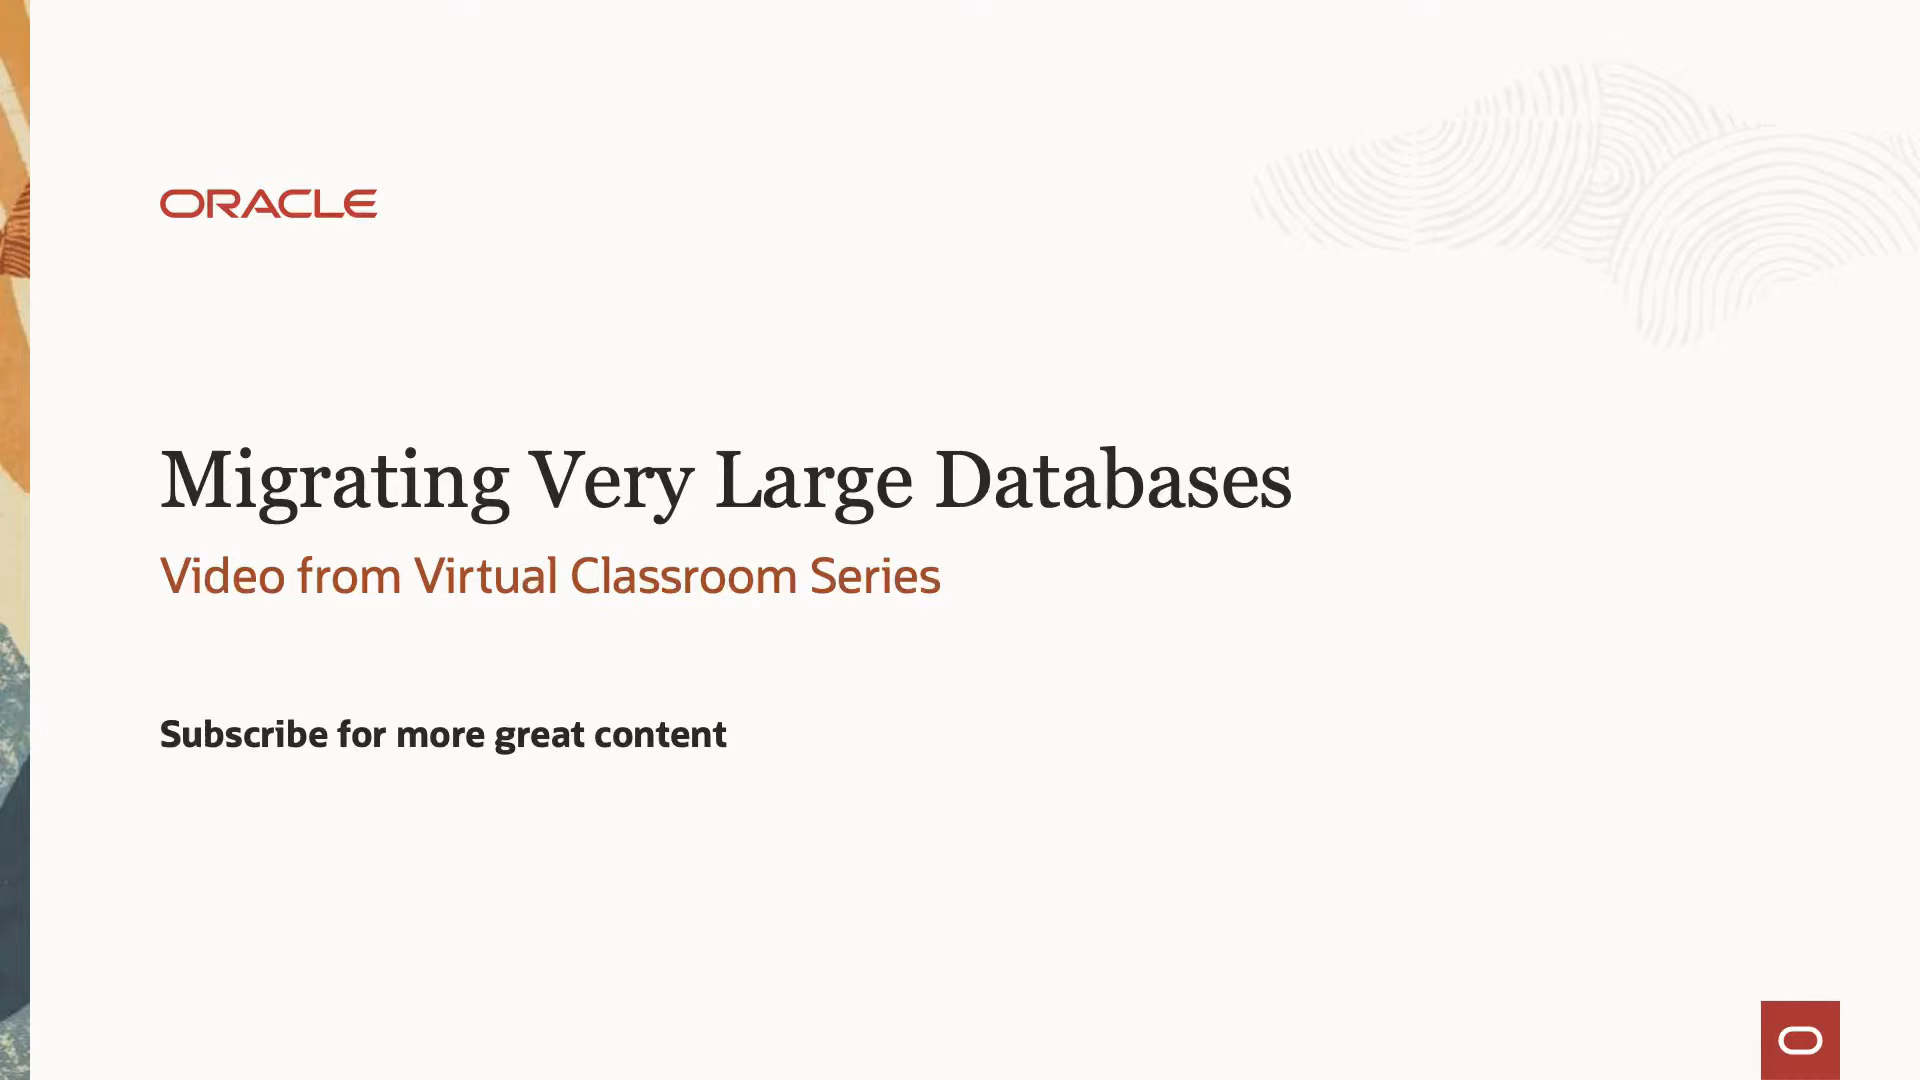 ORACLE
Migrating Very Large Databases
Video from Virtual Classroom Series
Subscribe for more great content